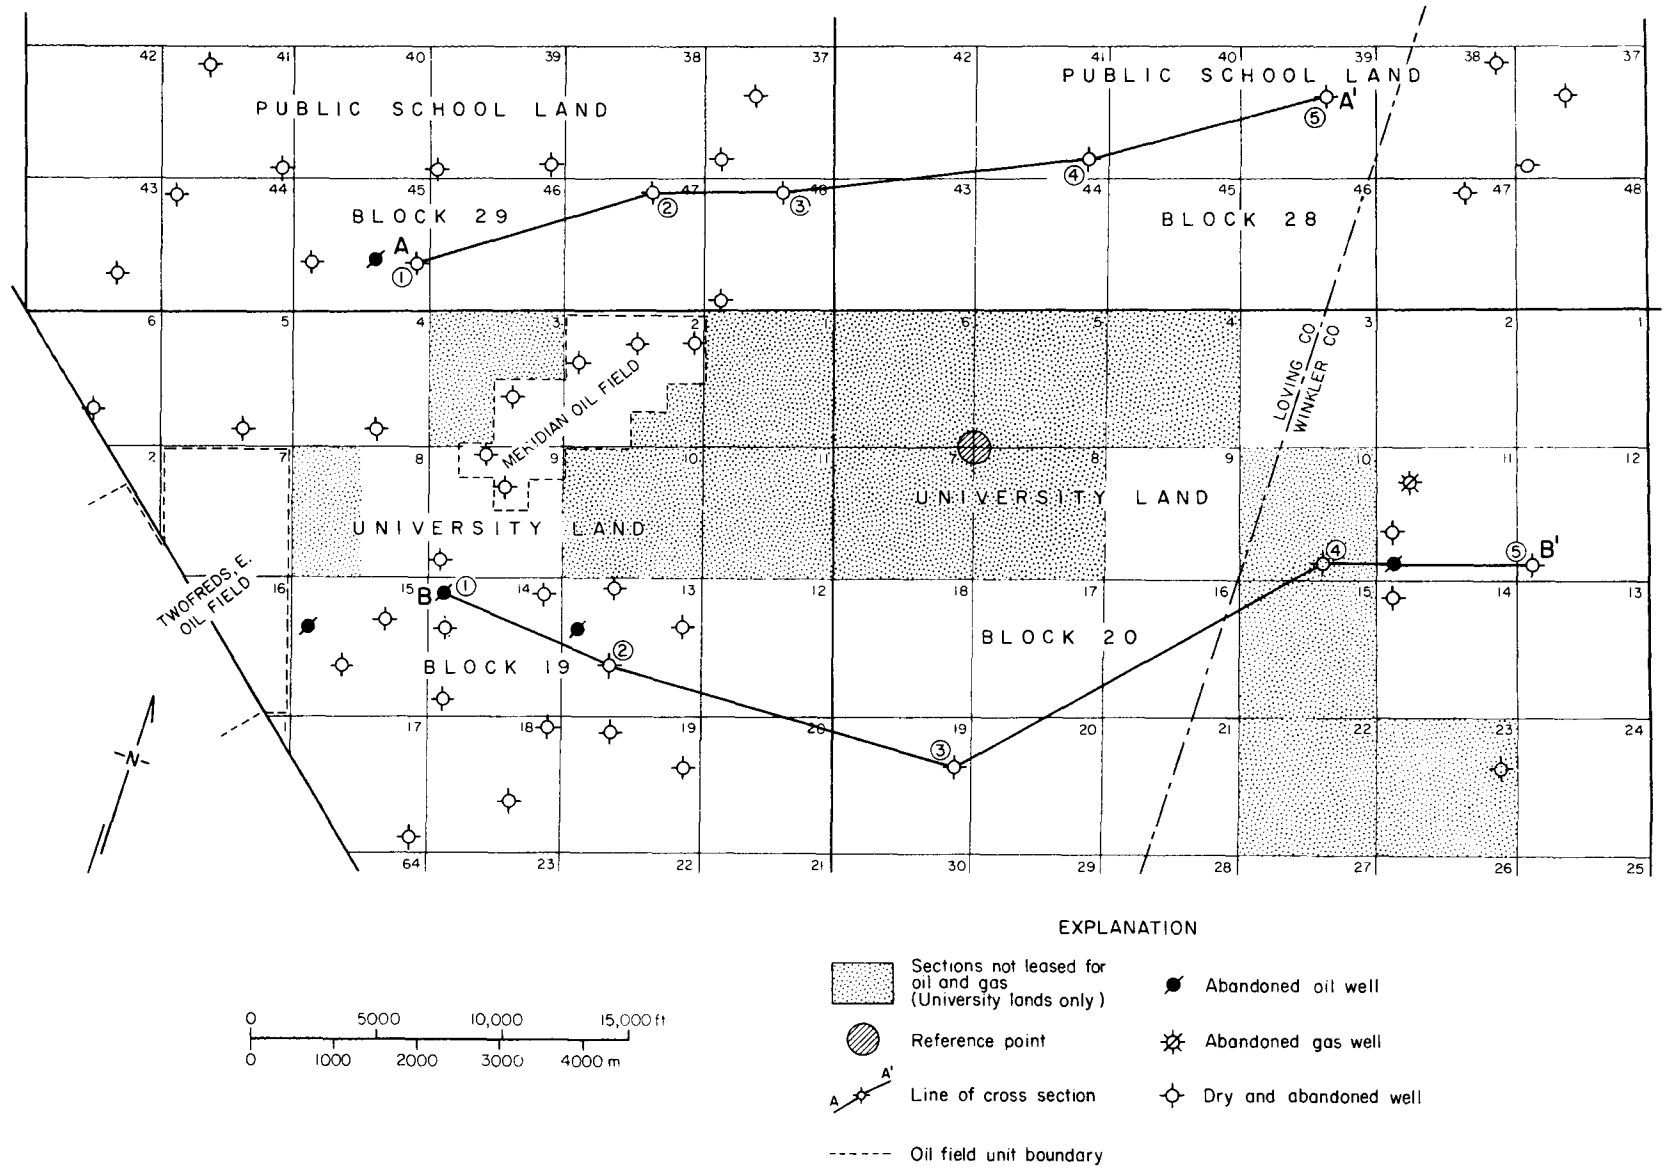 42 41 40 39 38 37 42 41 40 39 38 37
PUBLIC SCHOOL LAND
PUBLIC SCHOOL LAND
A'
5
4
43 44 45 46 47 48 43 44 45 46 47 48
2
3
BLOCK 29
BLOCK 28
A
1
6 5 4 3 2 1 6 5 4 3 2 1
LOVING CO
WINKLER CO
MERIDIAN OIL FIELD
2 7 8 9 10 11 7 8 9 10 11 12
UNIVERSITY LAND
UNIVERSITY LAND
4
5
B'
TWOFREDS, E.
OIL FIELD
16 15 14 13 12 18 17 16 15 14 13
B
1
2
BLOCK 20
BLOCK 19
1 17 18 19 20 19 20 21 22 23 24
3
N
64 23 22 21 30 29 28 27 26 25
EXPLANATION
Sections not leased for
oil and gas
(University lands only)
Reference point
A A'
Line of cross section
Oil field unit boundary
Abandoned oil well
Abandoned gas well
Dry and abandoned well
0 5000 10,000 15,000 ft
0 1000 2000 3000 4000 m